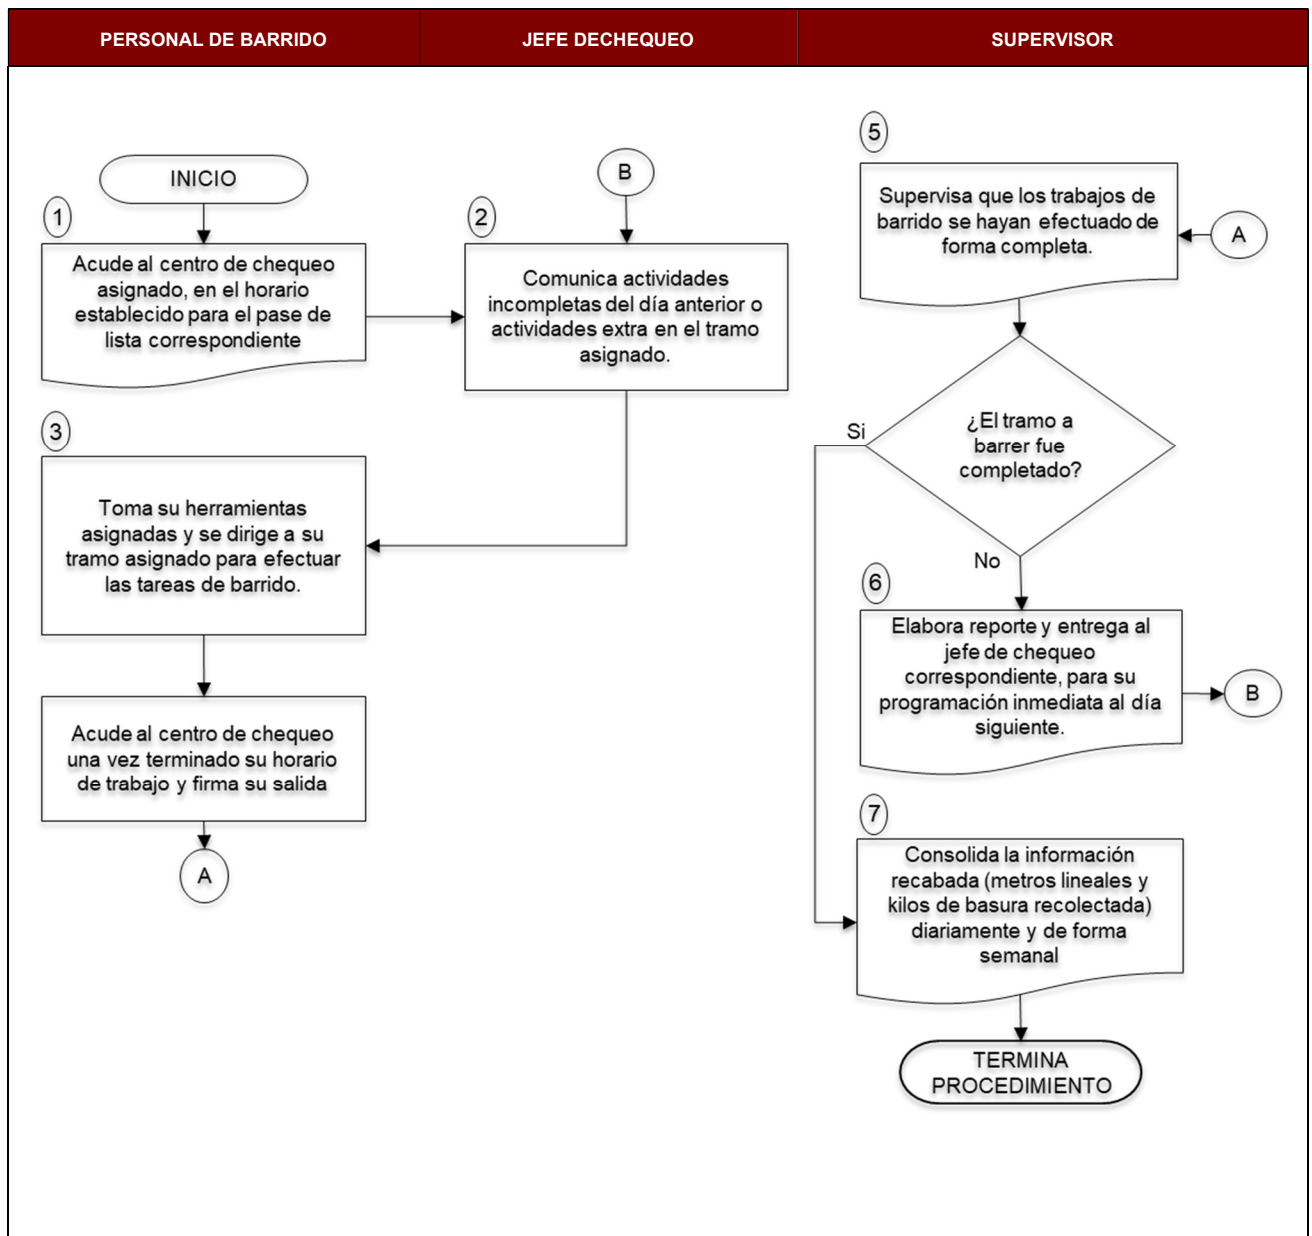 PERSONAL DE BARRIDO
JEFE DECHEQUEO
SUPERVISOR
INICIO
1
Acude al centro de chequeo
asignado, en el horario
establecido para el pase de
lista correspondiente
B
2
Comunica actividades
incompletas del día anterior o
actividades extra en el tramo
asignado.
3
Toma su herramientas
asignadas y se dirige a su
tramo asignado para efectuar
las tareas de barrido.
Acude al centro de chequeo
una vez terminado su horario
de trabajo y firma su salida
A
5
Supervisa que los trabajos de
barrido se hayan efectuado de
forma completa.
A
¿El tramo a
barrer fue
completado?
Si
No
6
Elabora reporte y entrega al
jefe de chequeo
correspondiente, para su
programación inmediata al día
siguiente.
B
7
Consolida la información
recabada (metros lineales y
kilos de basura recolectada)
diariamente y de forma
semanal
TERMINA
PROCEDIMIENTO